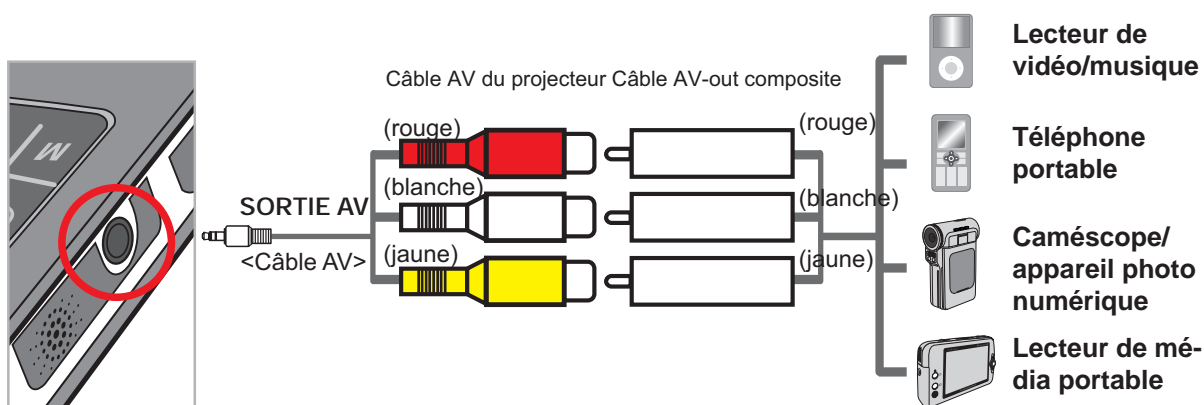 Câble AV du projecteur Câble AV-out composite
(rouge)
(blanche)
SORTIE AV
<Câble AV>
(jaune)
(rouge)
(blanche)
(jaune)
Lecteur de
vidéo/musique
Téléphone
portable
Caméscope/
appareil photo
numérique
Lecteur de mé-
dia portable
M